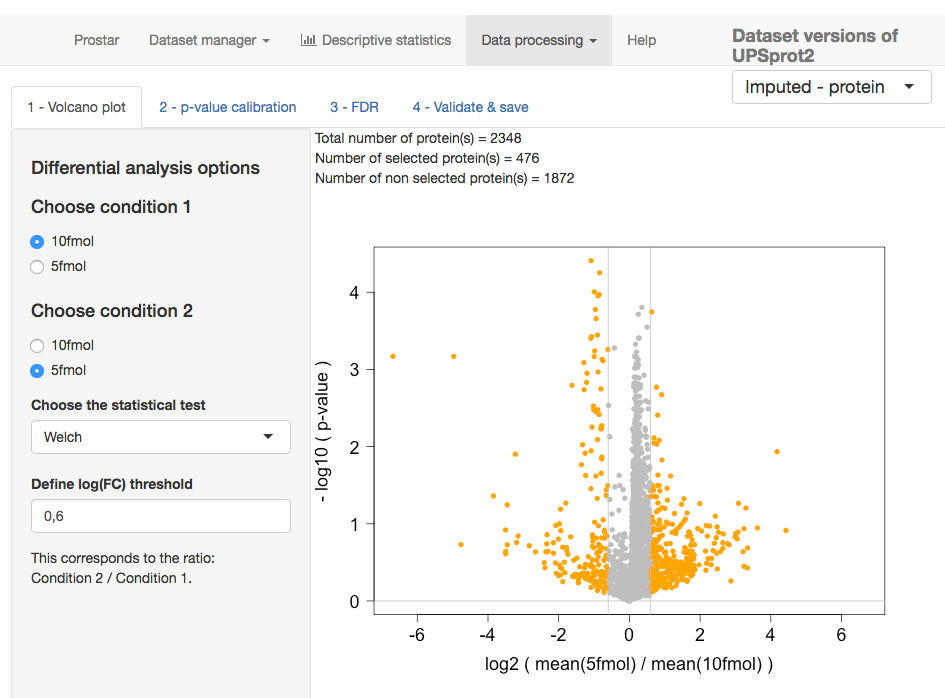 Prostar Dataset manager Descriptive statistics Data processing Help
Dataset versions of
UPSprot2
Imputed - protein
1 - Volcano plot 2 - p-value calibration 3 - FDR 4 - Validate & save
Differential analysis options
Choose condition 1
10fmol
5fmol
Choose condition 2
10fmol
5fmol
Choose the statistical test
Welch
Define log(FC) threshold
0,6
This corresponds to the ratio:
Condition 2 / Condition 1.
Total number of protein(s) = 2348
Number of selected protein(s) = 476
Number of non selected protein(s) = 1872
- log10 ( p-value )
4
3
2
1
0
-6 -4 -2 0 2 4 6
log2 ( mean(5fmol) / mean(10fmol) )